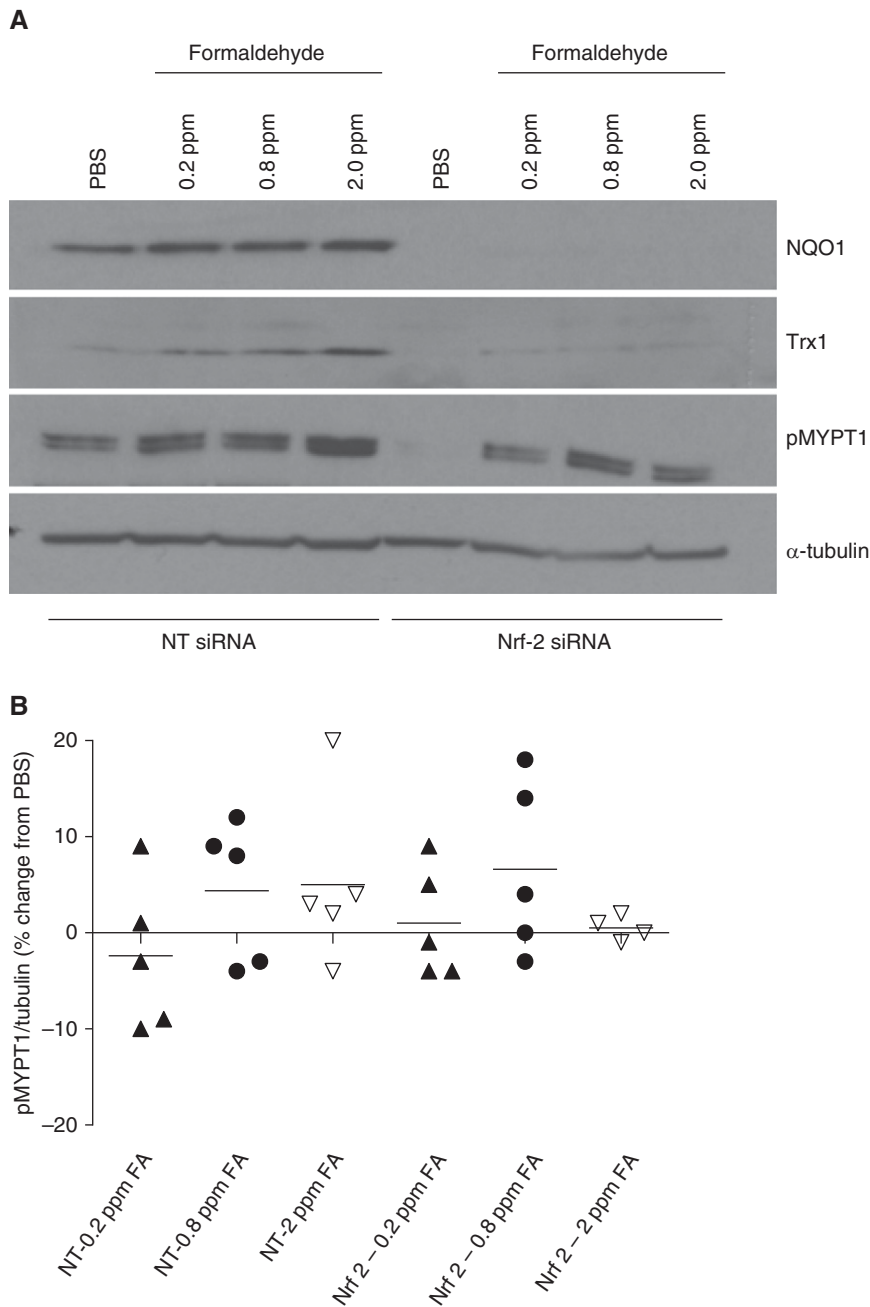 A
Formaldehyde Formaldehyde
PBS 0.2 ppm 0.8 ppm 2.0 ppm PBS 0.2 ppm 0.8 ppm 2.0 ppm
NQO1
Trx1
pMYPT1
α-tubulin
NT siRNA Nrf-2 siRNA
B
pMYPT1/tubulin (% change from PBS)
20
10
0
–10
–20
NT-0.2 ppm FA
NT-0.8 ppm FA
NT-2 ppm FA
Nrf 2 – 0.2 ppm FA
Nrf 2 – 0.8 ppm FA
Nrf 2 – 2 ppm FA